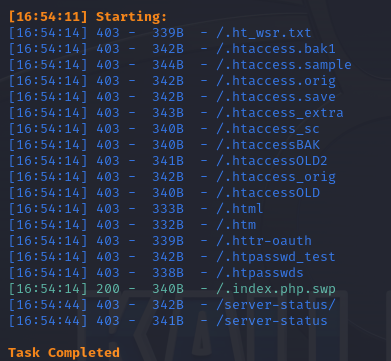 [16:54:11] Starting:
[16:54:14] 403 -  339B  - /.ht_wsr.txt
[16:54:14] 403 -  342B  - /.htaccess.bak1
[16:54:14] 403 -  344B  - /.htaccess.sample
[16:54:14] 403 -  342B  - /.htaccess.orig
[16:54:14] 403 -  342B  - /.htaccess.save
[16:54:14] 403 -  343B  - /.htaccess_extra
[16:54:14] 403 -  340B  - /.htaccess_sc
[16:54:14] 403 -  340B  - /.htaccessBAK
[16:54:14] 403 -  341B  - /.htaccessOLD2
[16:54:14] 403 -  342B  - /.htaccess_orig
[16:54:14] 403 -  340B  - /.htaccessOLD
[16:54:14] 403 -  333B  - /.html
[16:54:14] 403 -  332B  - /.htm
[16:54:14] 403 -  339B  - /.httr-oauth
[16:54:14] 403 -  342B  - /.htpasswd_test
[16:54:14] 403 -  338B  - /.htpasswds
[16:54:14] 200 -  340B  - /.index.php.swp
[16:54:44] 403 -  342B  - /server-status/
[16:54:44] 403 -  341B  - /server-status
Task Completed